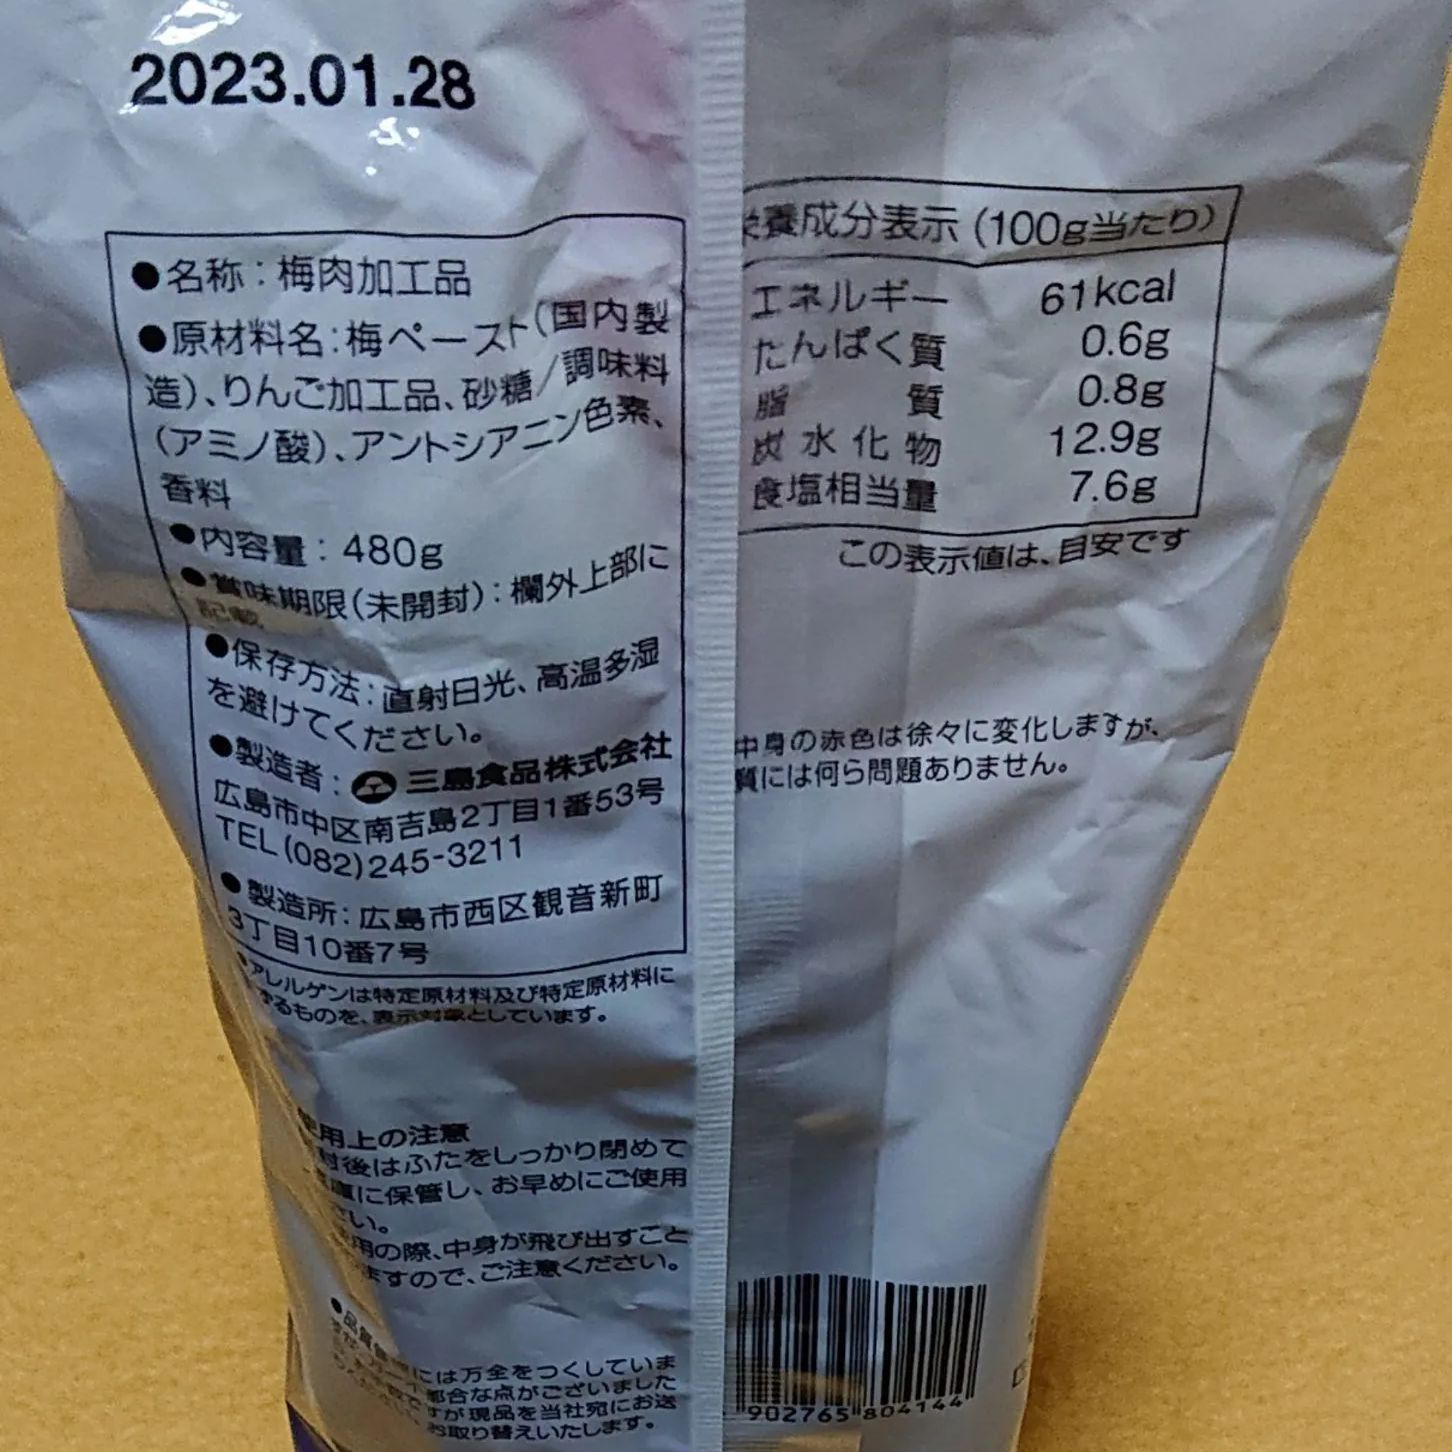 2023.01.28
●名称：梅肉加工品
●原材料名：梅ペースト（国内製
造）、りんご加工品、砂糖／調味料
（アミノ酸）、アントシアニン色素、
香料
●内容量：480g
●賞味期限（未開封）：欄外上部に
記載
●保存方法：直射日光、高温多湿
を避けてください。
●製造者：三島食品株式会社
広島市中区南吉島2丁目1番53号
TEL(082)245-3211
●製造所：広島市西区観音新町
3丁目10番7号
アレルゲンは特定原材料及び特定原材料に
るものを、表示対象としています。
用上の注意
封後はふたをしっかり閉めて
庫に保管し、お早めにご使用
い。
用の際、中身が飛び出すこと
ますので、ご注意ください。
●品質
には万全をつくしていま
都合な点がございました
が現品を当社宛にお送
お取り替えいたします。
養成分表示（100g当たり）
エネルギー 61kcal
たんぱく質 0.6g
脂質 0.8g
炭水化物 12.9g
食塩相当量 7.6g
この表示値は、目安です
中身の赤色は徐々に変化しますが、
質には何ら問題ありません。
902765 804144